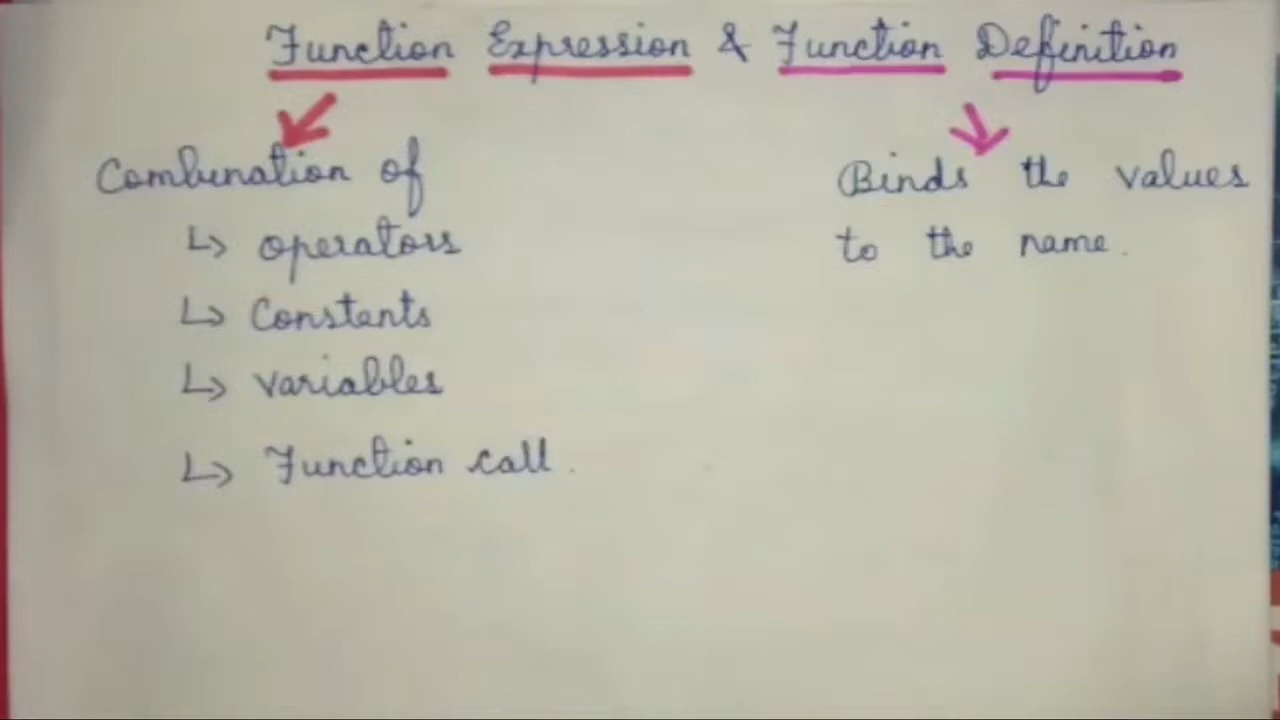 Function Expression & Function Definition
Combination of
↳ operators
↳ Constants
↳ variables
↳ Function call.
Binds the values
to the name.